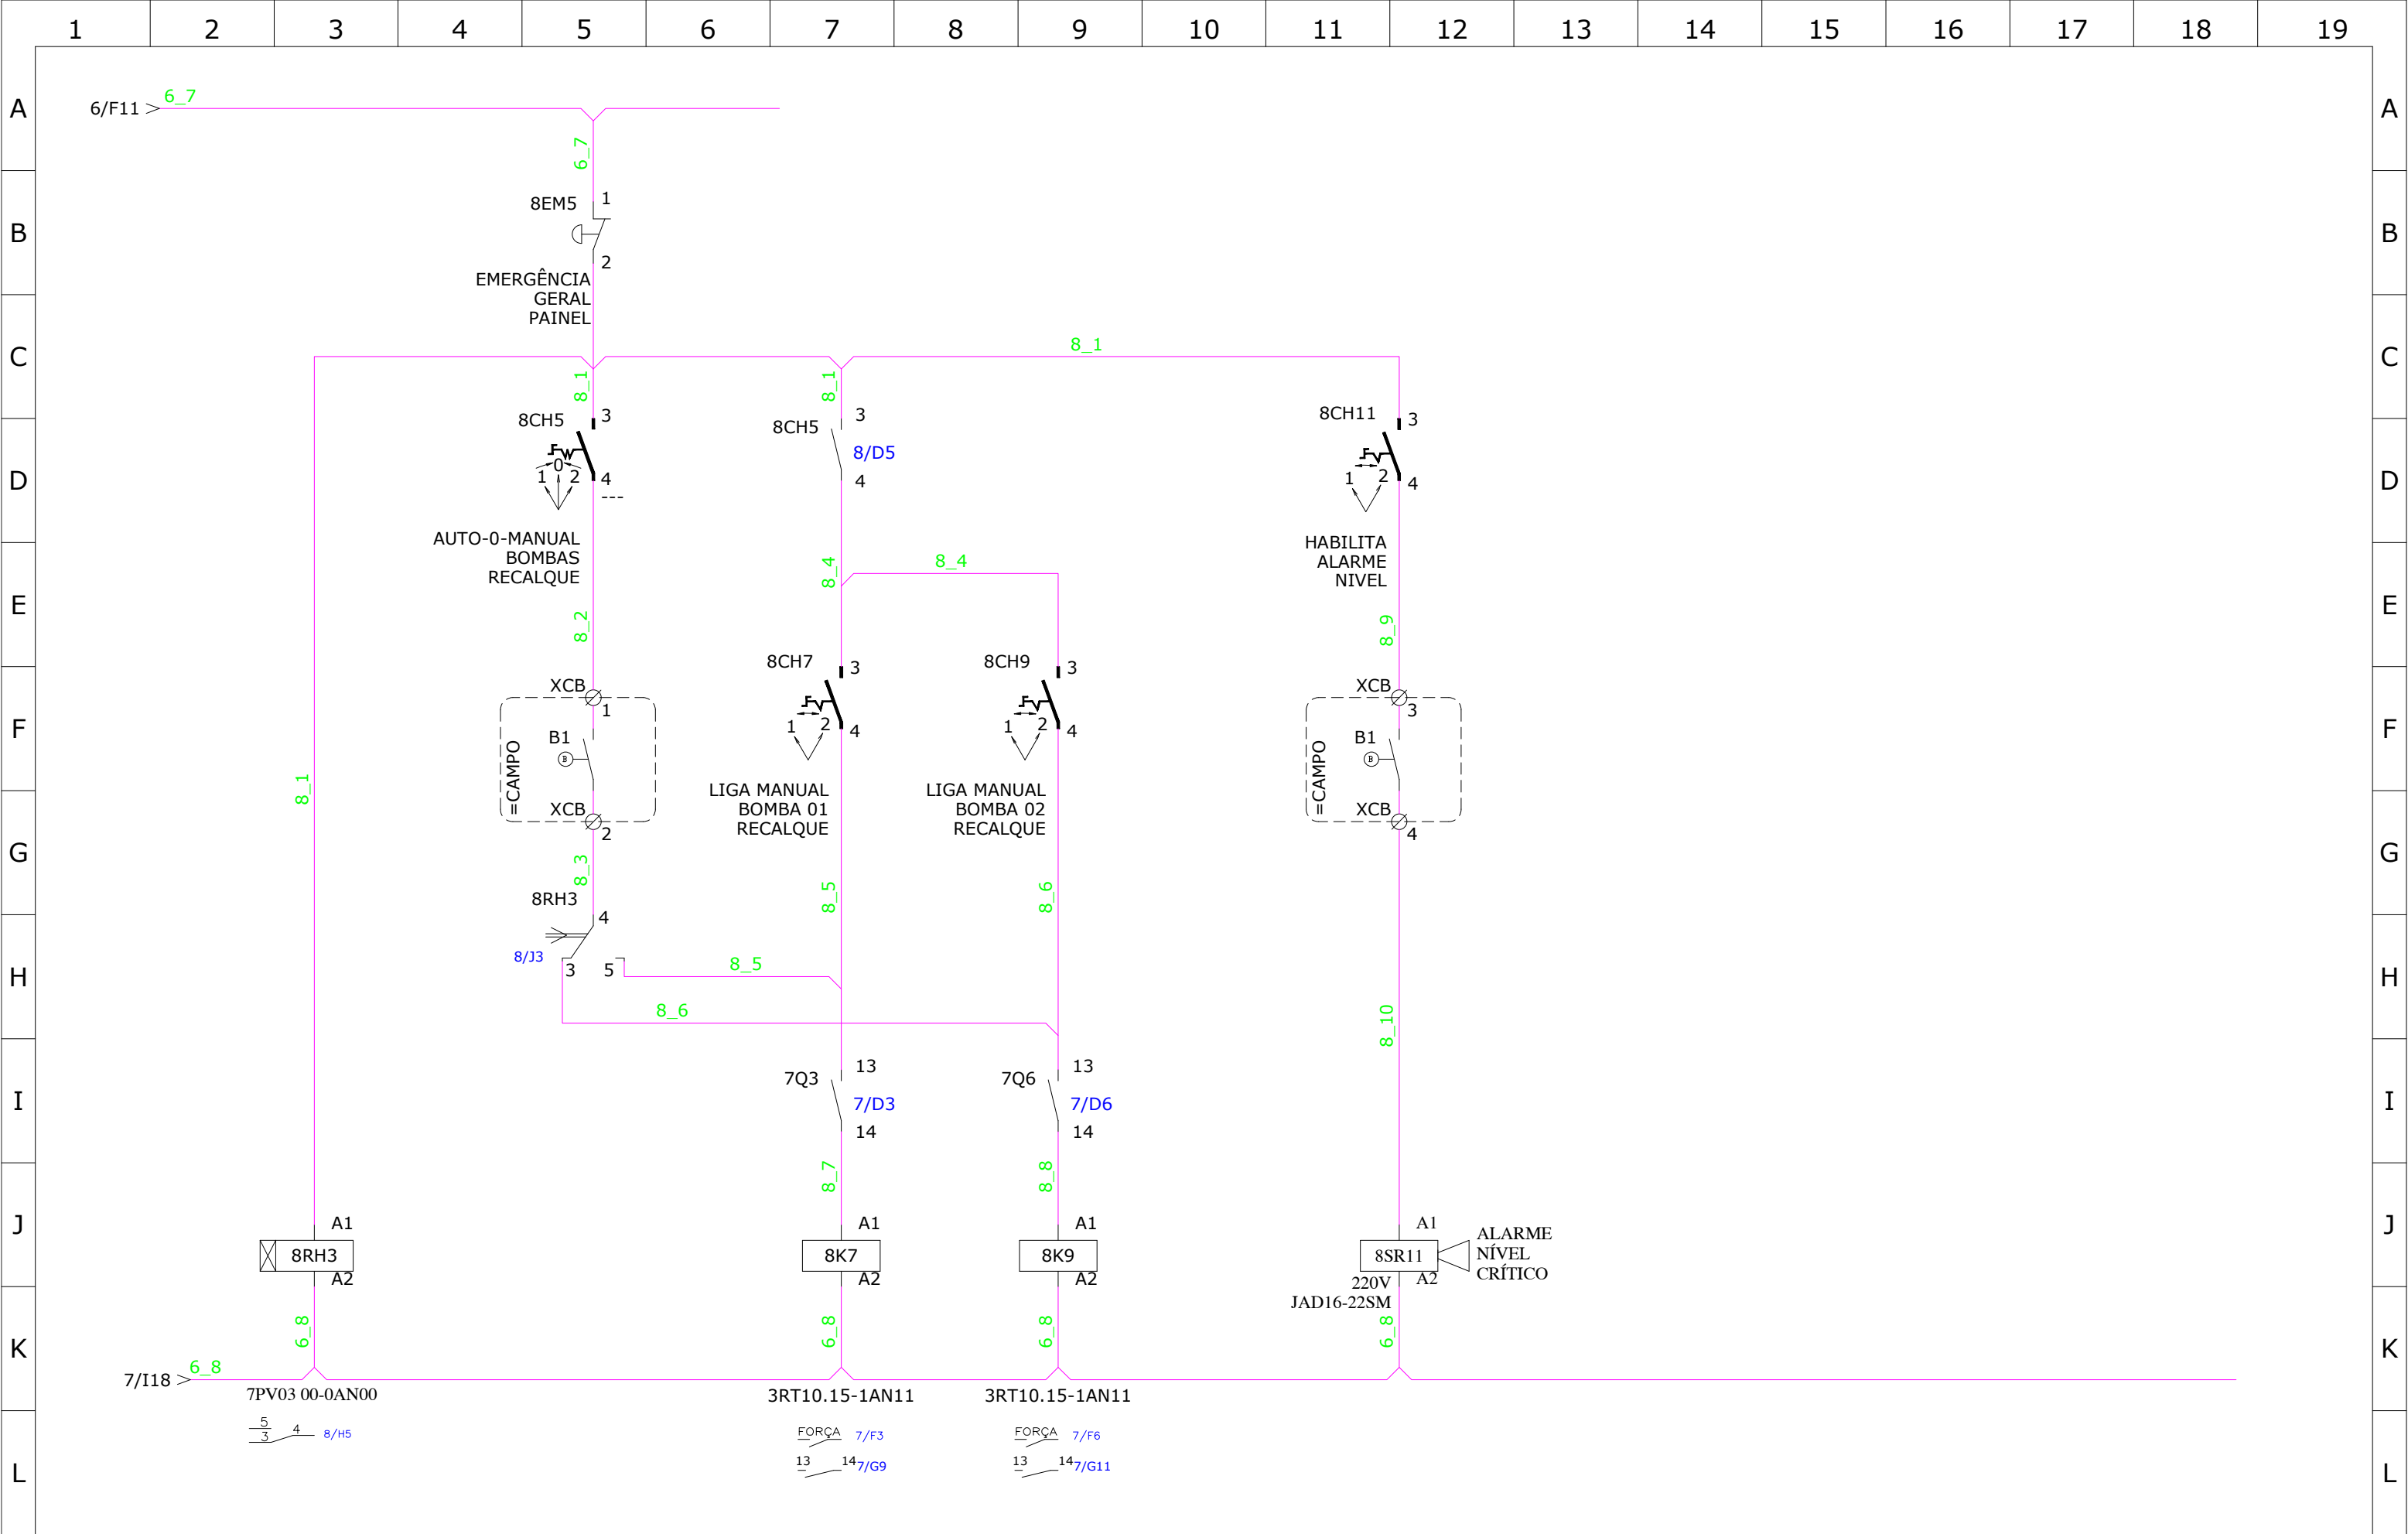 1 2 3 4 5 6 7 8 9 10 11 12 13 14 15 16 17 18 19
A A
6/F11 6_7
6_7
8EM5 1
B B
2
EMERGÊNCIA
GERAL
PAINEL
C 8_1 C
8_1 8_1
8CH5 3
8CH5 3
8/D5
4
8CH11 3
0
1 2 4
---
1 2 4
D D
AUTO-0-MANUAL
BOMBAS
RECALQUE
HABILITA
ALARME
NIVEL
8_4 8_4
E E
8_2 8_9
8CH7 3
1 2 4
8CH9 3
1 2 4
XCB 1
XCB 3
F F
B1 B
=CAMPO
B1 B
=CAMPO
LIGA MANUAL
BOMBA 01
RECALQUE
LIGA MANUAL
BOMBA 02
RECALQUE
8_1
XCB 2
XCB 4
G G
8_3 8_5 8_6
8RH3 4
8/J3
3 5
8_5
H H
8_6
8_10
7Q3 13
7/D3
14
7Q6 13
7/D6
14
I I
8_7 8_8
J J
A1 A1 A1 A1
8RH3 8K7 8K9 8SR11
A2 A2 A2 A2
ALARME
NÍVEL
CRÍTICO
220V
JAD16-22SM
6_8 6_8 6_8 6_8
K K
7/I18 6_8
7PV03 00-0AN00 3RT10.15-1AN11 3RT10.15-1AN11
5
3 4 8/H5
FORÇA 7/F3
13 14 7/G9
FORÇA 7/F6
13 14 7/G11
L L